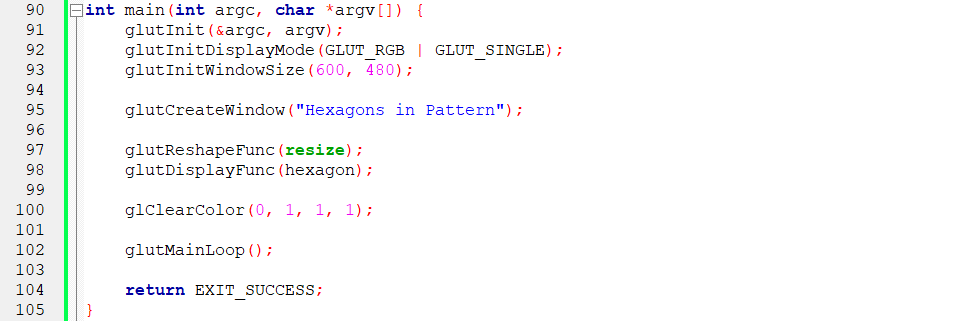 90 int main(int argc, char *argv[]) {
91     glutInit(&argc, argv);
92     glutInitDisplayMode(GLUT_RGB | GLUT_SINGLE);
93     glutInitWindowSize(600, 480);
94
95     glutCreateWindow("Hexagons in Pattern");
96
97     glutReshapeFunc(resize);
98     glutDisplayFunc(hexagon);
99
100     glClearColor(0, 1, 1, 1);
101
102     glutMainLoop();
103
104     return EXIT_SUCCESS;
105 }